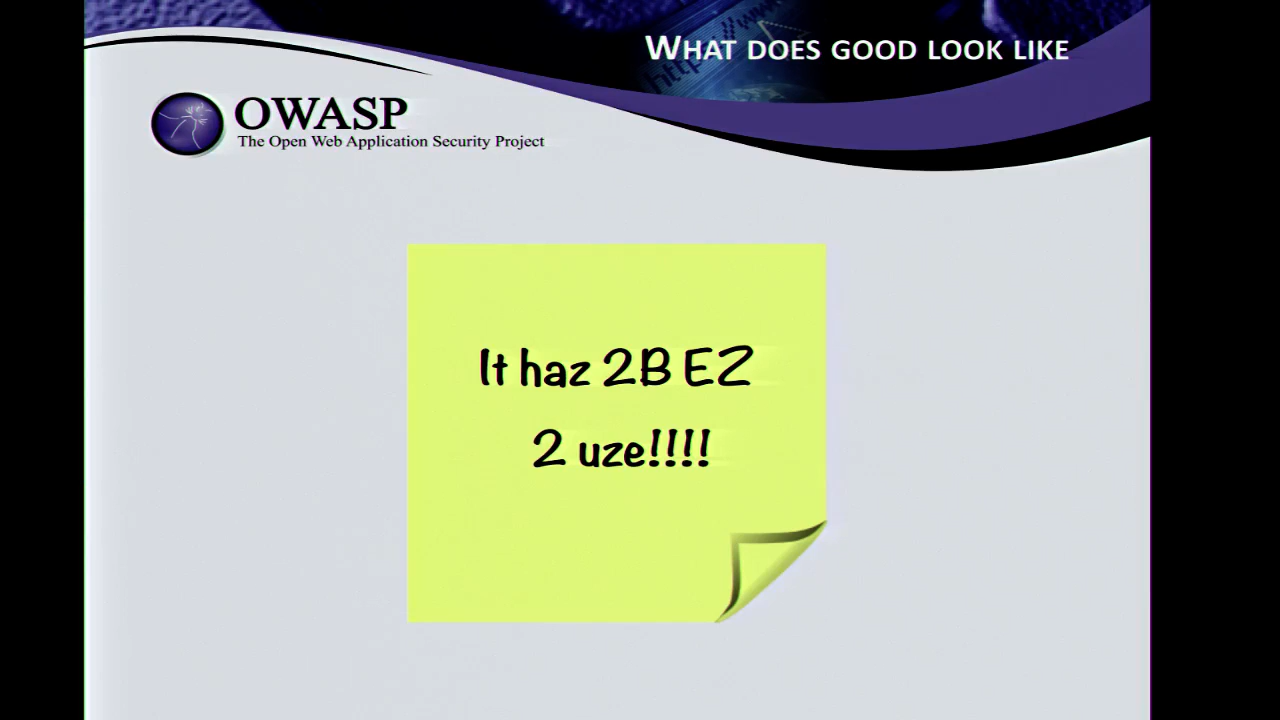 WHAT DOES GOOD LOOK LIKE
OWASP
The Open Web Application Security Project
It haz 2B EZ
2 uze!!!!